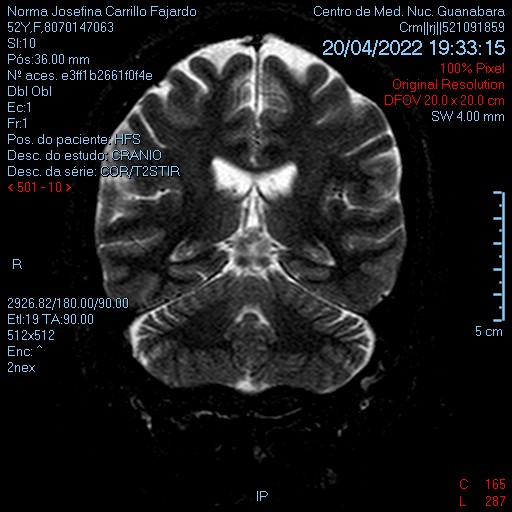 Norma Josefina Carrillo Fajardo
52Y,F,8070147063
Sl:10
Pós:36.00 mm
Nº aces. e3ff1b2661f0f4e
Dbl Obl
Ec:1
Fr:1
Pos. do paciente: HFS
Desc. do estudo: CRANIO
Desc. da série: COR/T2STIR
< 501 - 10 >
Centro de Med. Nuc. Guanabara
Crm||rj||521091859
20/04/2022 19:33:15
100% Pixel
Original Resolution
DFOV 20.0 x 20.0 cm
SW 4.00 mm
R
5 cm
2926.82/180.00/90.00
Etl:19 TA:90.00
512x512
Enc: ^
2nex
IP
C 165
L 287